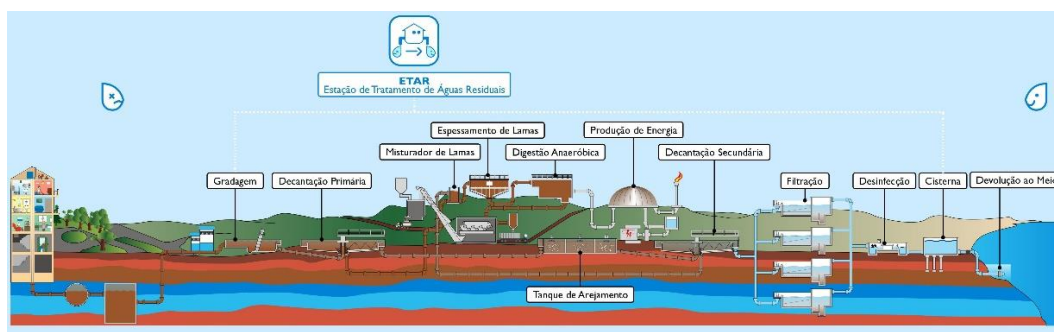 ETAR
Estação de Tratamento de Águas Residuais
Espessamento de Lamas
Produção de Energia
Misturador de Lamas
Digestão Anaeróbica
Decantação Secundária
Gradagem
Decantação Primária
Filtração
Desinfecção
Cisterna
Devolução ao Meio
Tanque de Arejamento